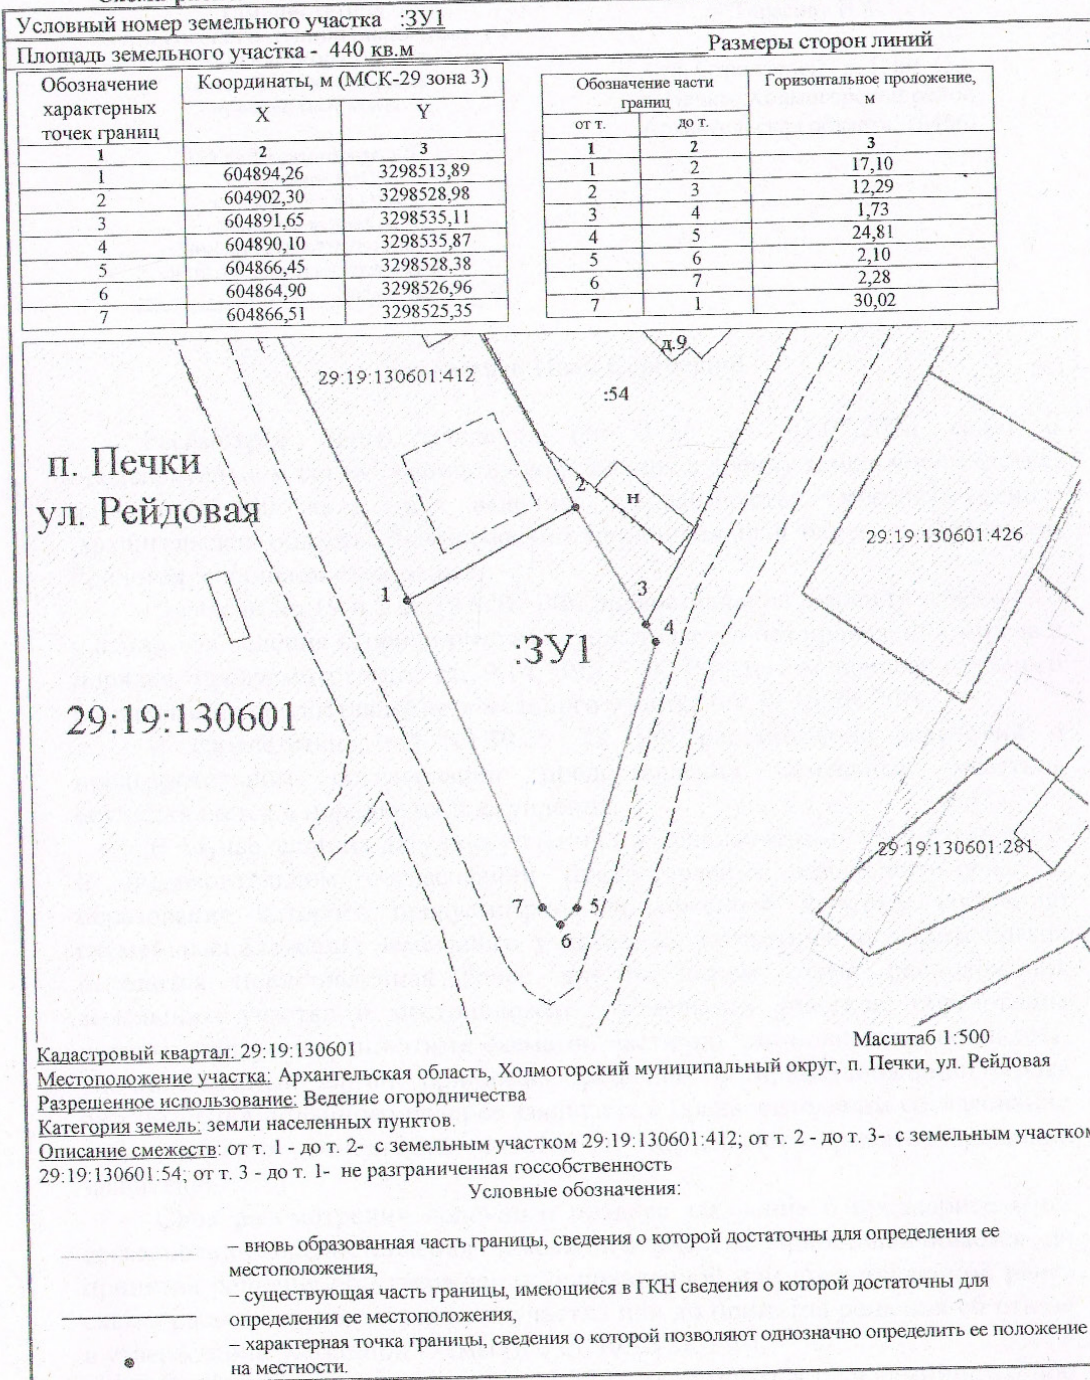 Условный номер земельного участка :ЗУ1
Площадь земельного участка - 440 кв.м
Размеры сторон линий
Обозначение характерных точек границ
Координаты, м (МСК-29 зона 3)
X Y
1 2 3
1 604894,26 3298513,89
2 604902,30 3298528,98
3 604891,65 3298535,11
4 604890,10 3298535,87
5 604866,45 3298528,38
6 604864,90 3298526,96
7 604866,51 3298525,35
Обозначение части границ
Горизонтальное проложение, м
от т. до т.
1 2 3
1 2 17,10
2 3 12,29
3 4 1,73
4 5 24,81
5 6 2,10
6 7 2,28
7 1 30,02
д.9
29:19:130601:412
:54
п. Печки
ул. Рейдовая
2
н
29:19:130601:426
1
3
4
:ЗУ1
29:19:130601
29:19:130601:281
7
5
6
Масштаб 1:500
Кадастровый квартал: 29:19:130601
Местоположение участка: Архангельская область, Холмогорский муниципальный округ, п. Печки, ул. Рейдовая
Разрешенное использование: Ведение огородничества
Категория земель: земли населенных пунктов.
Описание смежеств: от т. 1 - до т. 2- с земельным участком 29:19:130601:412; от т. 2 - до т. 3- с земельным участком
29:19:130601:54; от т. 3 - до т. 1- не разграниченная госсобственность
Условные обозначения:
– вновь образованная часть границы, сведения о которой достаточны для определения ее
местоположения,
– существующая часть границы, имеющиеся в ГКН сведения о которой достаточны для
определения ее местоположения,
– характерная точка границы, сведения о которой позволяют однозначно определить ее положение
на местности.